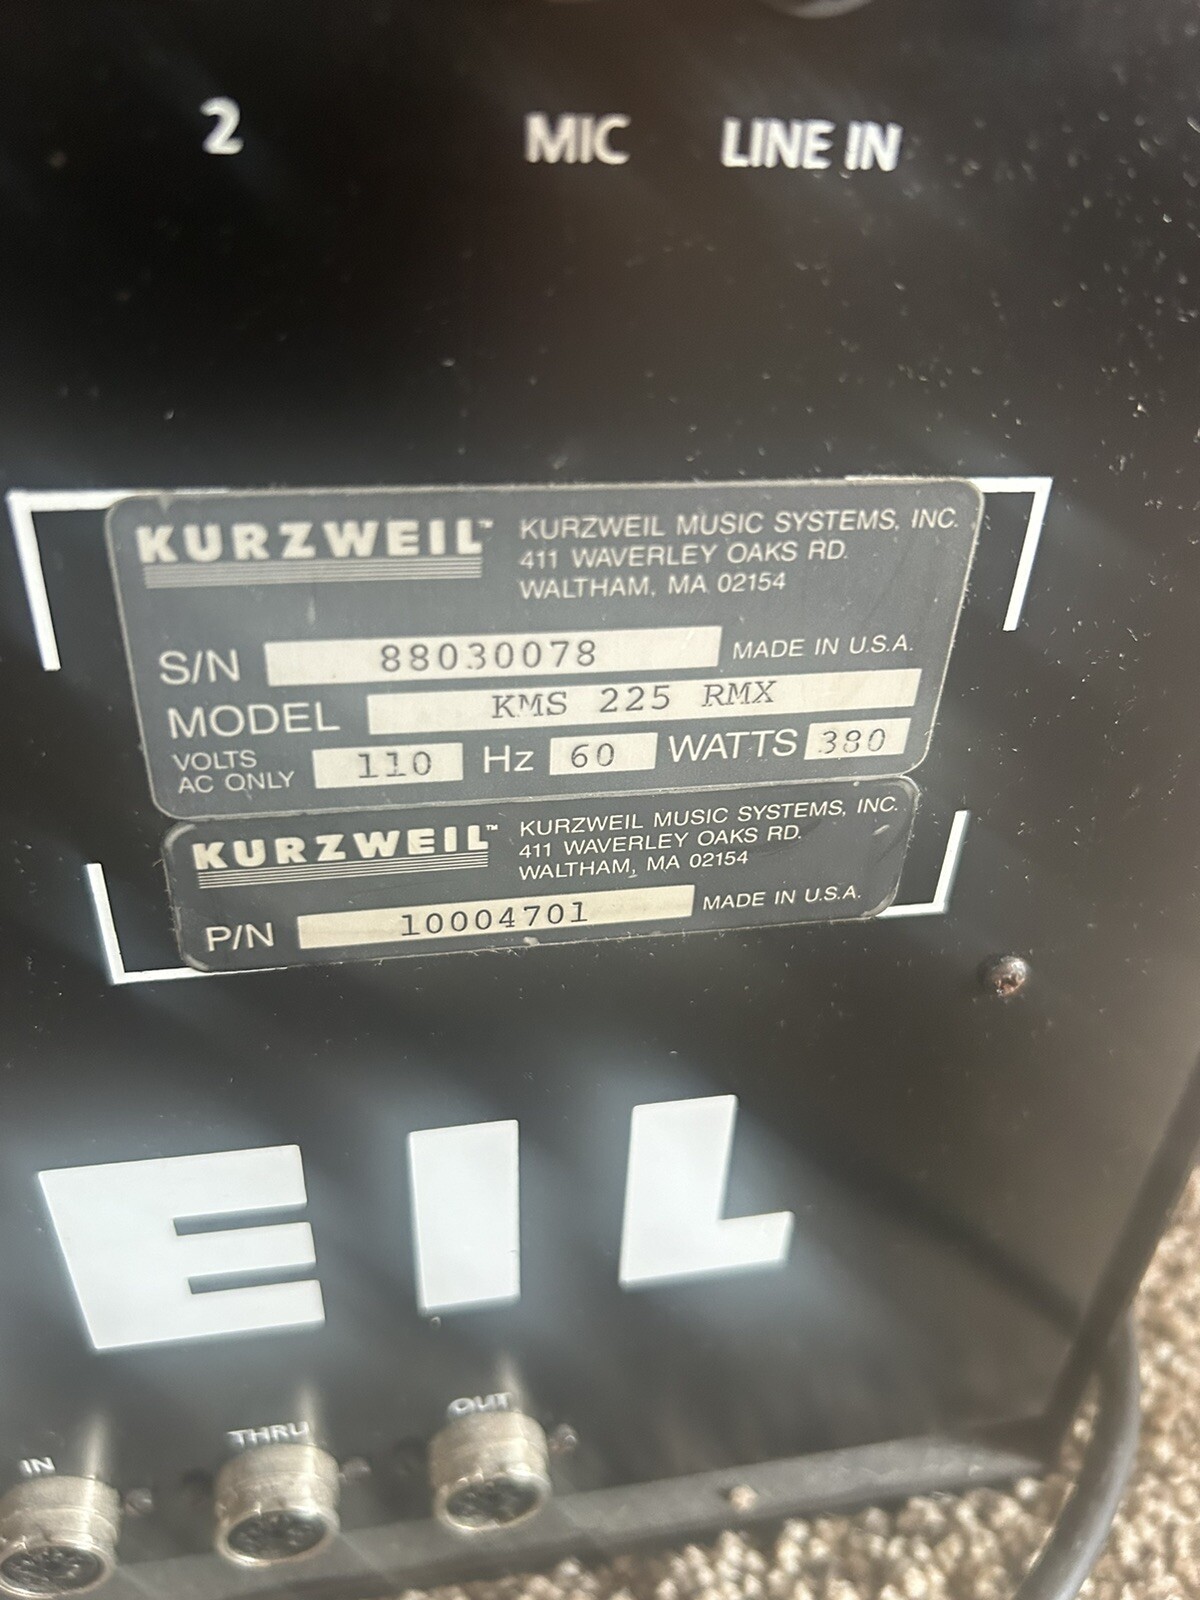 2 MIC LINE IN
KURZWEIL™
KURZWEIL MUSIC SYSTEMS, INC.
411 WAVERLEY OAKS RD.
WALTHAM, MA 02154
S/N 88030078 MADE IN U.S.A.
MODEL KMS 225 RMX
VOLTS
AC ONLY 110 Hz 60 WATTS 380
KURZWEIL™
KURZWEIL MUSIC SYSTEMS, INC.
411 WAVERLEY OAKS RD.
WALTHAM, MA 02154
P/N 10004701 MADE IN U.S.A.
EIL
IN THRU OUT